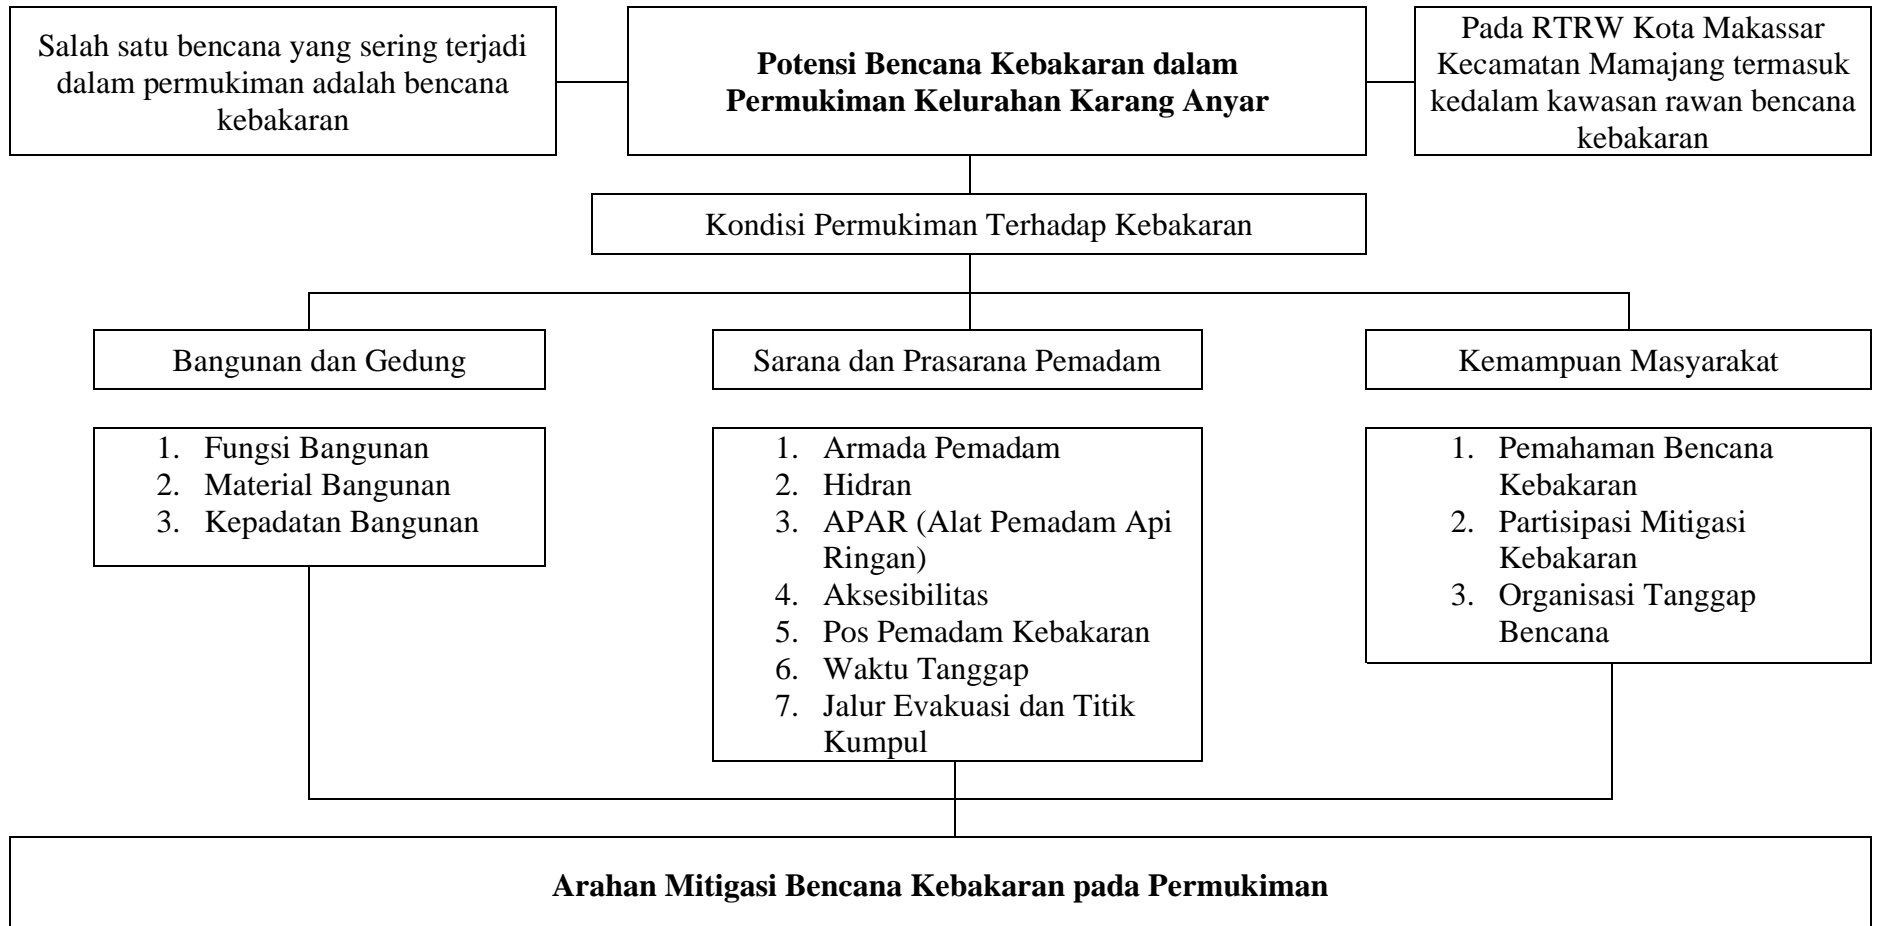 Salah satu bencana yang sering terjadi
dalam permukiman adalah bencana
kebakaran
Potensi Bencana Kebakaran dalam
Permukiman Kelurahan Karang Anyar
Pada RTRW Kota Makassar
Kecamatan Mamajang termasuk
kedalam kawasan rawan bencana
kebakaran
Kondisi Permukiman Terhadap Kebakaran
Bangunan dan Gedung
Sarana dan Prasarana Pemadam
Kemampuan Masyarakat
1. Fungsi Bangunan
2. Material Bangunan
3. Kepadatan Bangunan
1. Armada Pemadam
2. Hidran
3. APAR (Alat Pemadam Api
Ringan)
4. Aksesibilitas
5. Pos Pemadam Kebakaran
6. Waktu Tanggap
7. Jalur Evakuasi dan Titik
Kumpul
1. Pemahaman Bencana
Kebakaran
2. Partisipasi Mitigasi
Kebakaran
3. Organisasi Tanggap
Bencana
Arahan Mitigasi Bencana Kebakaran pada Permukiman